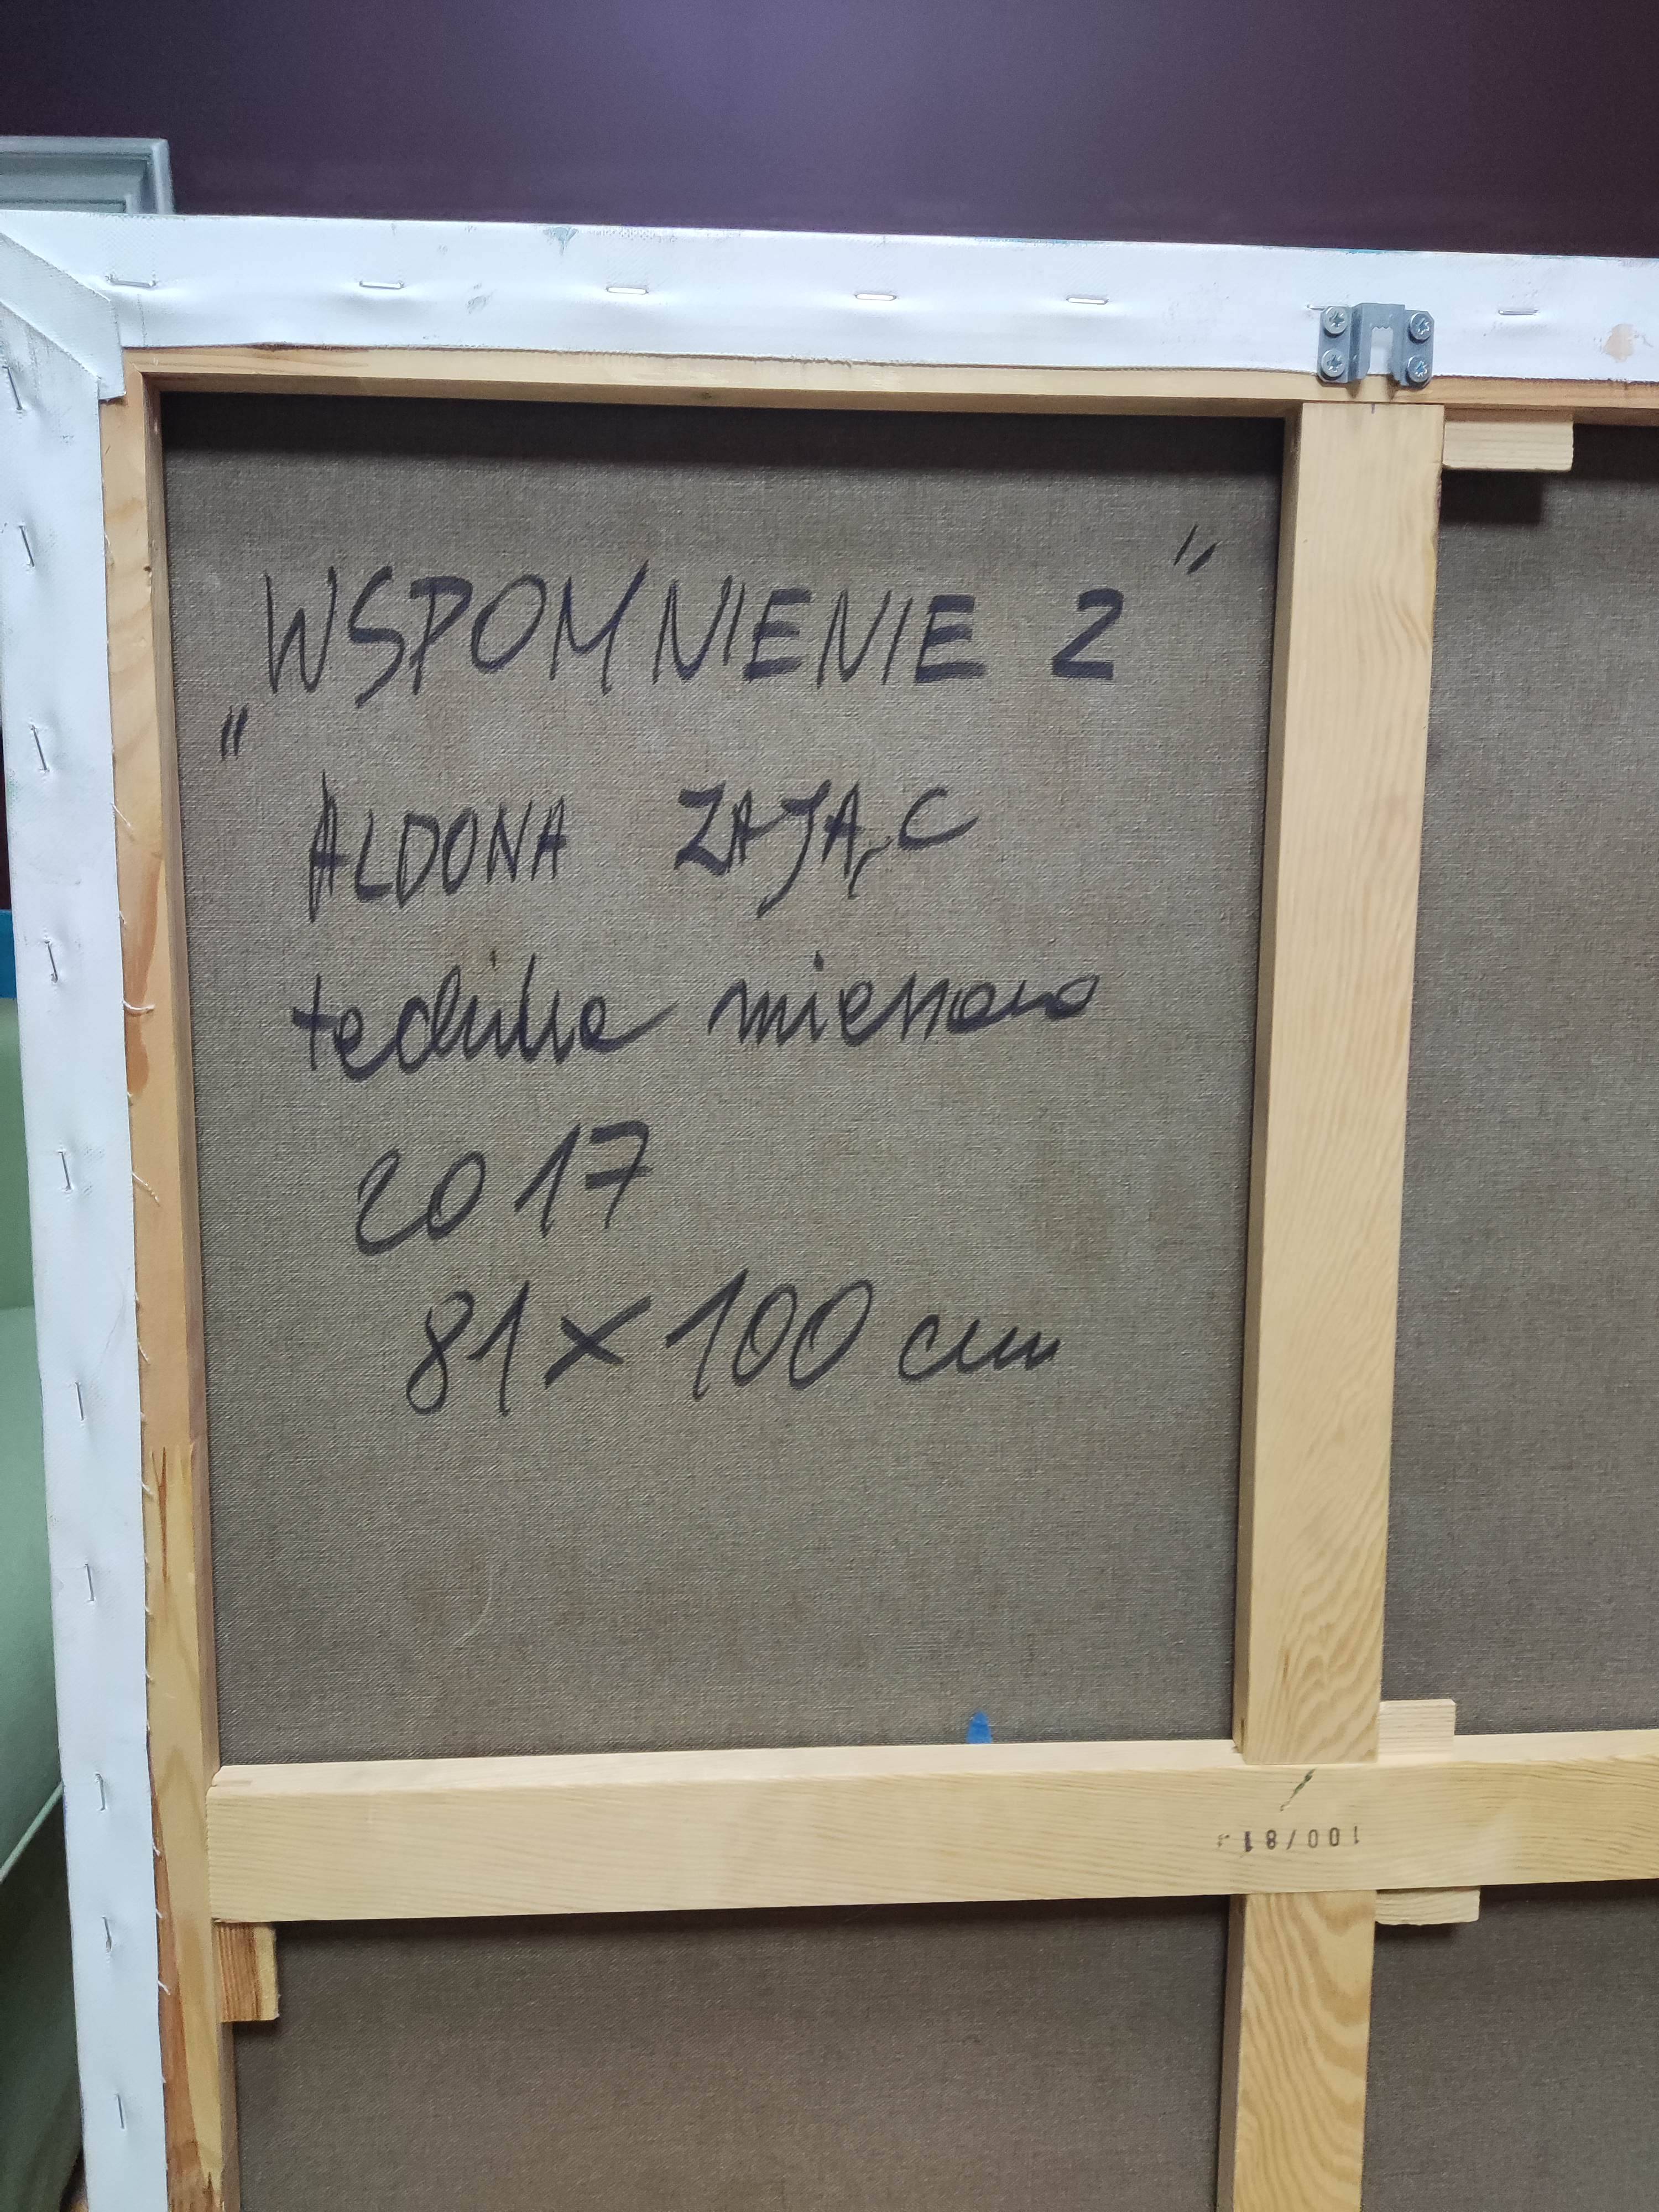 „WSPOMNIENIE 2”
ALDONA ZAJĄC
technika mieszana
2017
81 x 100 cm
100/81